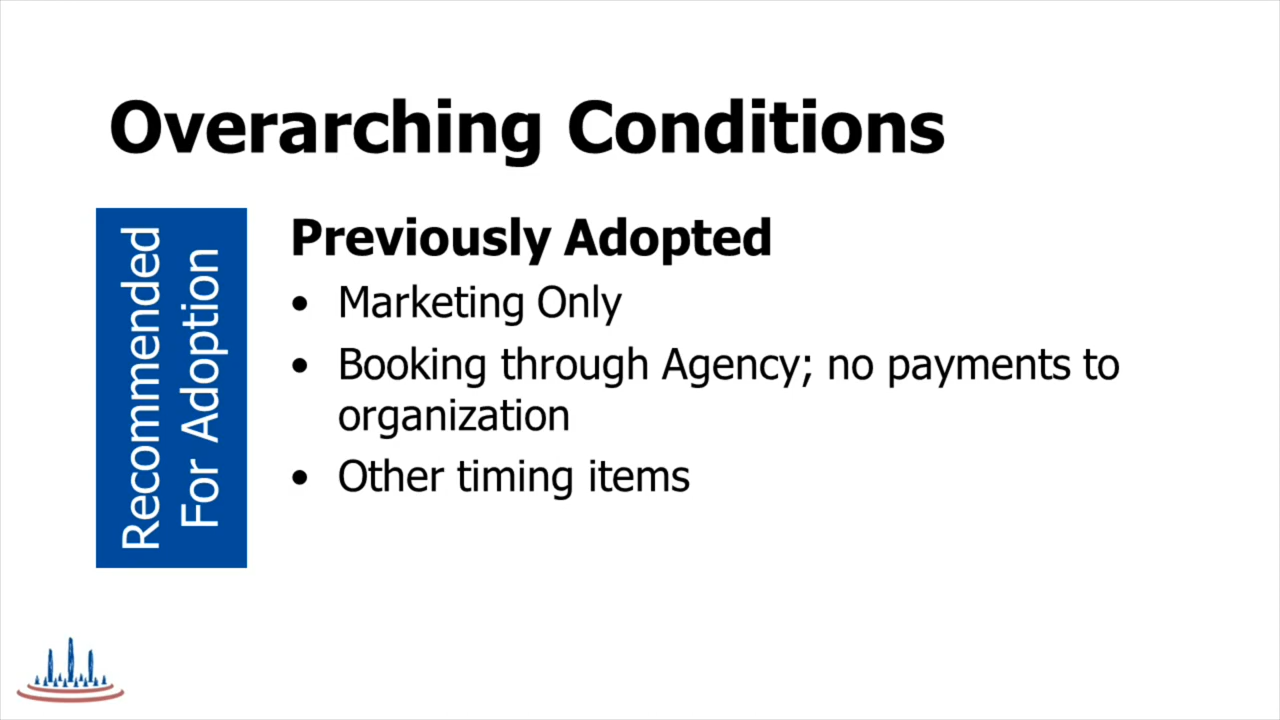 Overarching Conditions
Recommended
For Adoption
Previously Adopted
• Marketing Only
• Booking through Agency; no payments to
organization
• Other timing items